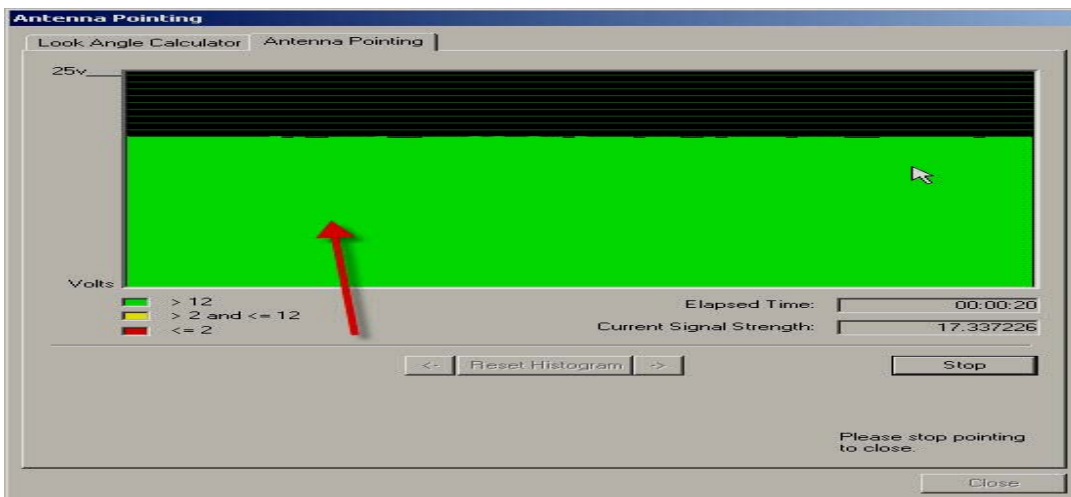 Antenna Pointing
Look Angle Calculator Antenna Pointing
25v
Volts
> 12
> 2 and <= 12
<= 2
Elapsed Time: 00:00:20
Current Signal Strength: 17.337226
<- Reset Histogram -> Stop
Please stop pointing
to close.
Close